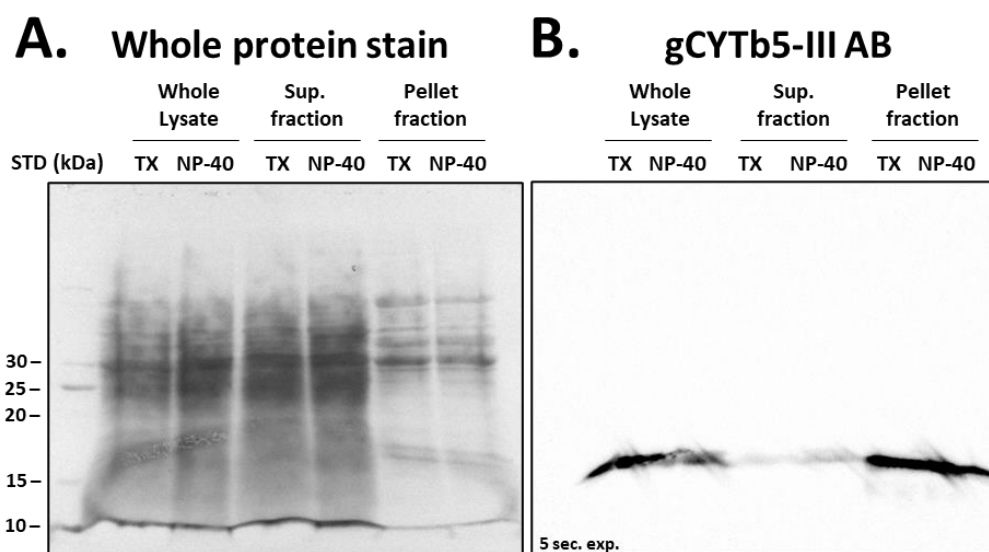 A. Whole protein stain
Whole Lysate
Sup. fraction
Pellet fraction
STD (kDa) TX NP-40 TX NP-40 TX NP-40
30
25
20
15
10
B. gCYTb5-III AB
Whole Lysate
Sup. fraction
Pellet fraction
TX NP-40 TX NP-40 TX NP-40
5 sec. exp.